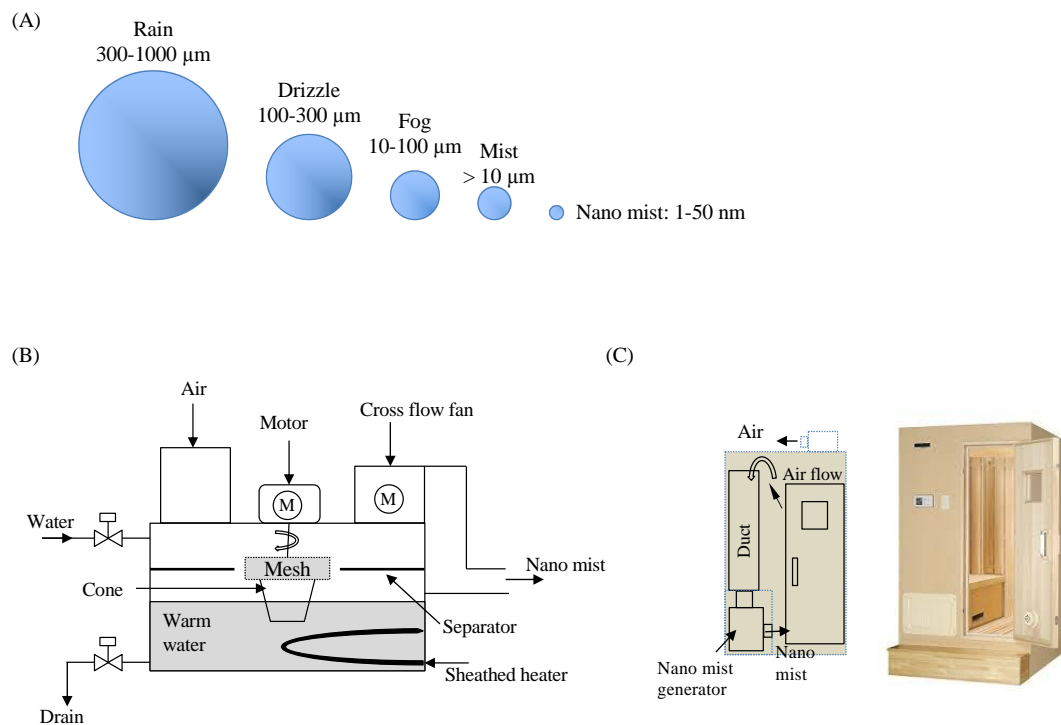 (A)
Rain
300-1000 µm
Drizzle
100-300 µm
Fog
10-100 µm
Mist
> 10 µm
Nano mist: 1-50 nm
(B)
Air
Motor
Cross flow fan
M
M
Water
Mesh
Nano mist
Cone
Warm
water
Separator
Sheathed heater
Drain
(C)
Air
Air flow
Duct
Nano mist
generator
Nano
mist